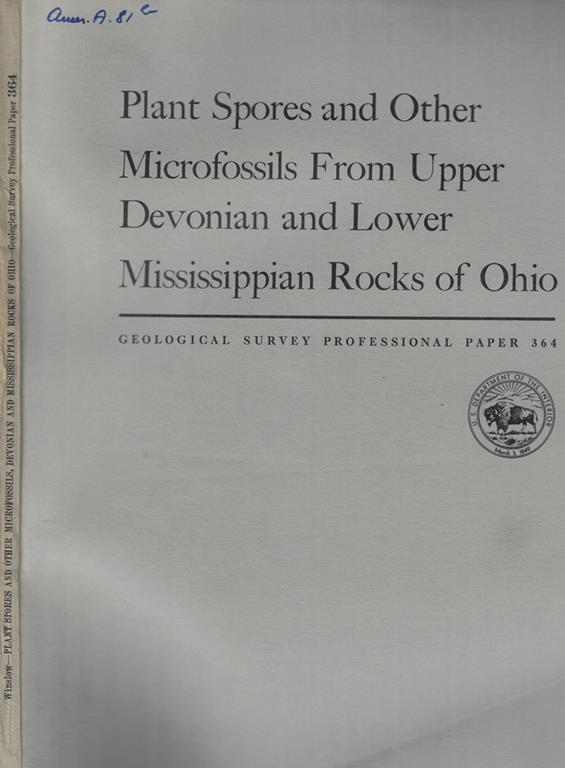 Amer. A. 81
Plant Spores and Other
Microfossils From Upper
Devonian and Lower
Mississippian Rocks of Ohio
GEOLOGICAL SURVEY PROFESSIONAL PAPER 364
U.S. DEPARTMENT OF THE INTERIOR
March 3, 1849
Winslow—PLANT SPORES AND OTHER MICROFOSSILS, DEVONIAN AND MISSISSIPPIAN ROCKS OF OHIO—Geological Survey Professional Paper 364